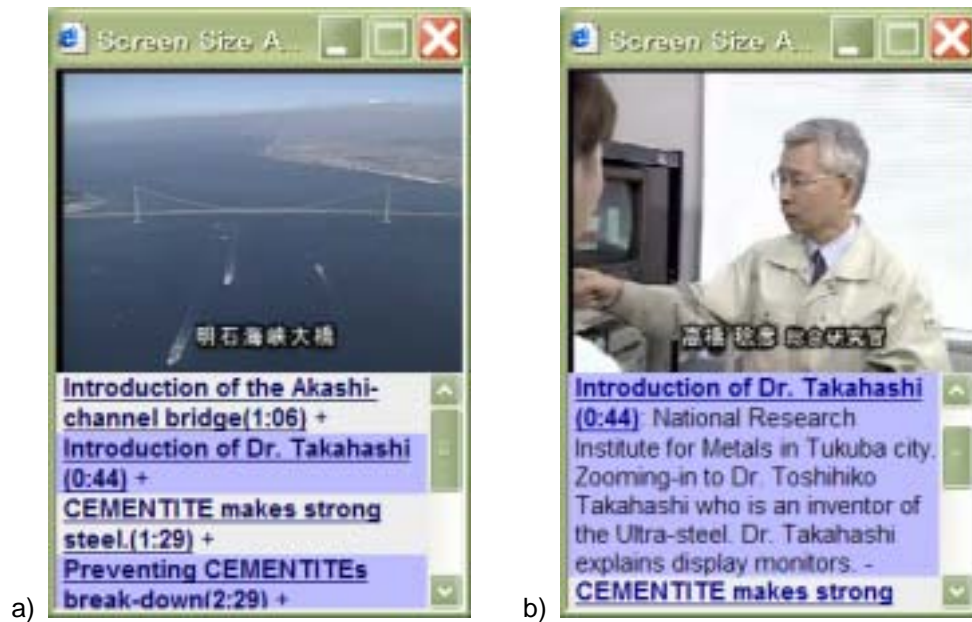 Screen Size A...
明石海峡大橋
Introduction of the Akashi-
channel bridge(1:06) +
Introduction of Dr. Takahashi
(0:44) +
CEMENTITE makes strong
steel.(1:29) +
Preventing CEMENTITEs
break-down(2:29) +
a)
Screen Size A...
高橋 稔彦 総合研究官
Introduction of Dr. Takahashi
(0:44): National Research
Institute for Metals in Tukuba city.
Zooming-in to Dr. Toshihiko
Takahashi who is an inventor of
the Ultra-steel. Dr. Takahashi
explains display monitors. -
CEMENTITE makes strong
b)